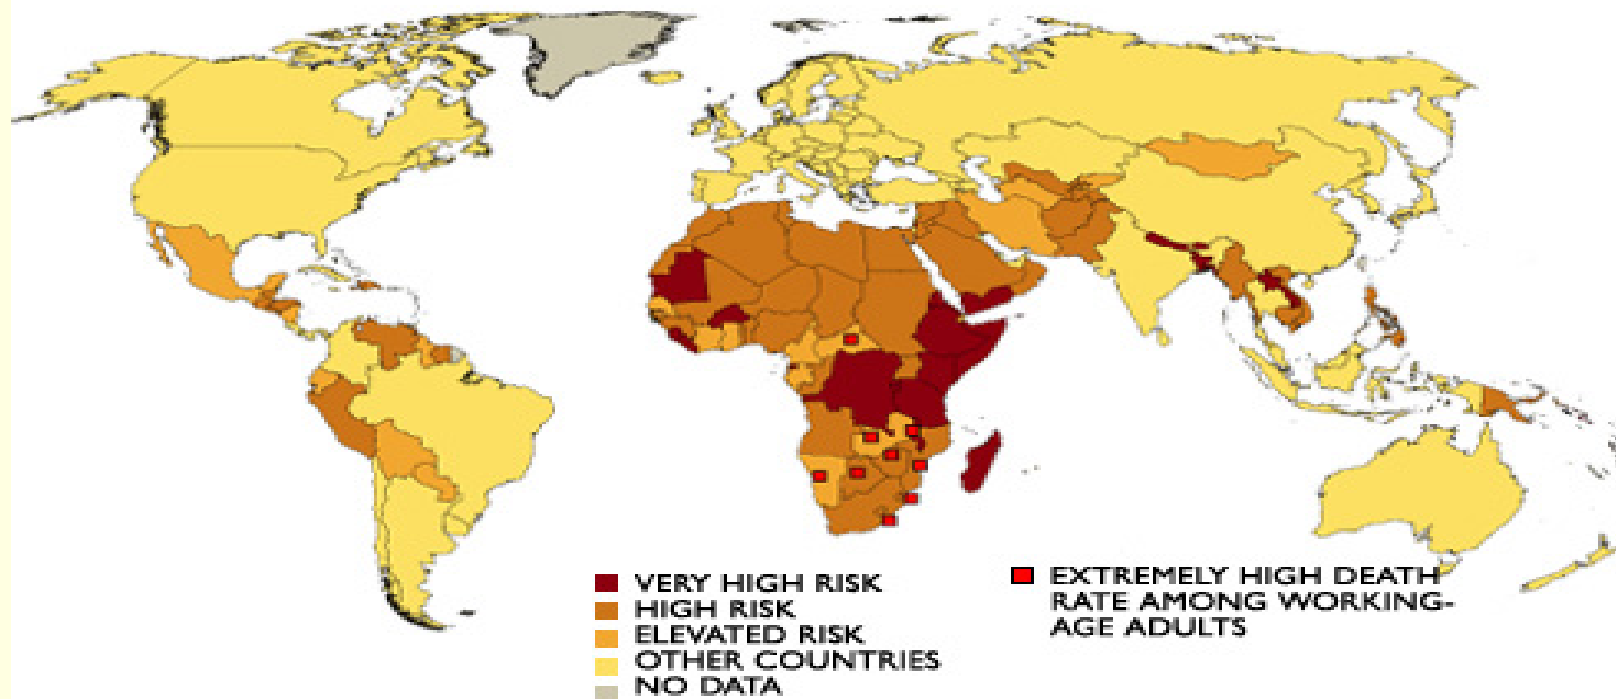 VERY HIGH RISK
HIGH RISK
ELEVATED RISK
OTHER COUNTRIES
NO DATA
EXTREMELY HIGH DEATH
RATE AMONG WORKING-
AGE ADULTS